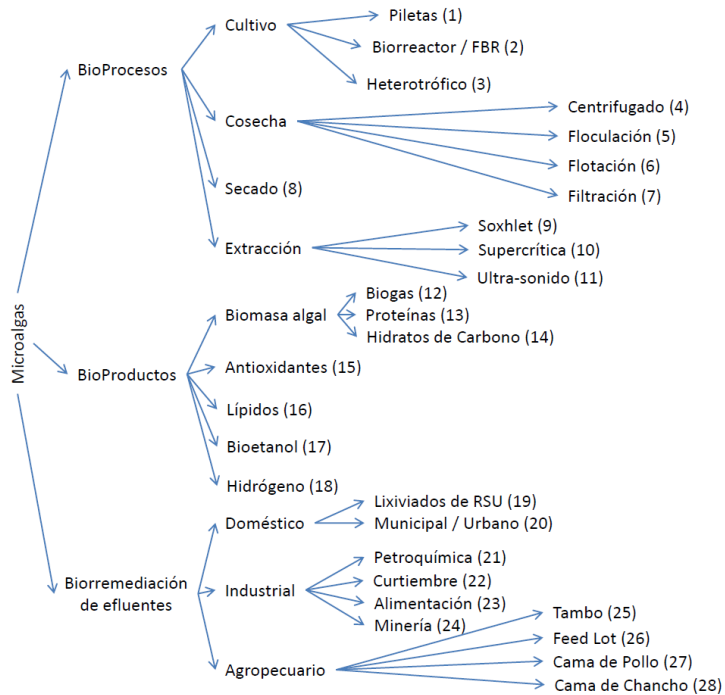 Microalgas
BioProcesos
Cultivo
Piletas (1)
Biorreactor / FBR (2)
Heterotrófico (3)
Cosecha
Centrifugado (4)
Floculación (5)
Flotación (6)
Filtración (7)
Secado (8)
Extracción
Soxhlet (9)
Supercrítica (10)
Ultra-sonido (11)
BioProductos
Biomasa algal
Biogas (12)
Proteínas (13)
Hidratos de Carbono (14)
Antioxidantes (15)
Lípidos (16)
Bioetanol (17)
Hidrógeno (18)
Biorremediación
de efluentes
Doméstico
Lixiviados de RSU (19)
Municipal / Urbano (20)
Industrial
Petroquímica (21)
Curtiembre (22)
Alimentación (23)
Minería (24)
Agropecuario
Tambo (25)
Feed Lot (26)
Cama de Pollo (27)
Cama de Chancho (28)